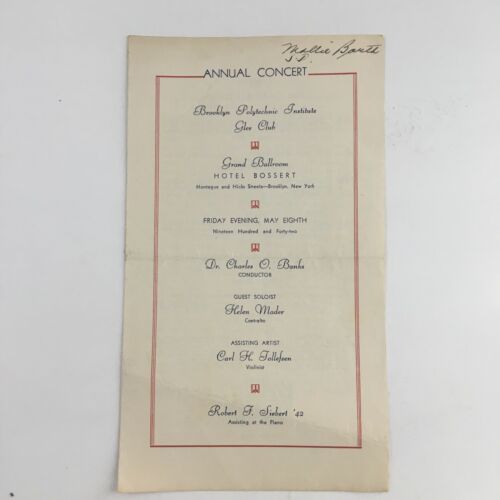 Mollie Barth
ANNUAL CONCERT
Brooklyn Polytechnic Institute
Glee Club
Grand Ballroom
HOTEL BOSSERT
Montague and Hicks Streets—Brooklyn, New York
FRIDAY EVENING, MAY EIGHTH
Nineteen Hundred and Forty-two
Dr. Charles O. Banks
CONDUCTOR
GUEST SOLOIST
Helen Mader
Contralto
ASSISTING ARTIST
Carl H. Tollefsen
Violinist
Robert F. Siebert '42
Assisting at the Piano